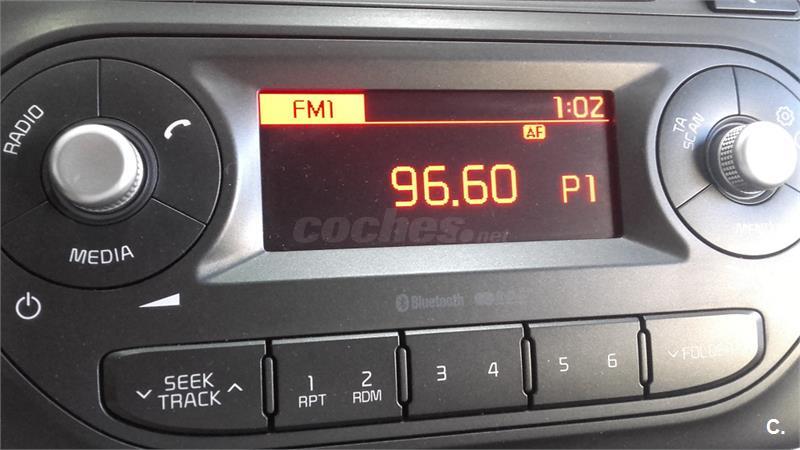 FM1 1:02
AF
96.60 P1
coches.net
RADIO
MEDIA
TA
SCAN
MENU
Bluetooth
SEEK
TRACK
1 2 3 4 5 6
RPT RDM
FOLDER
C.